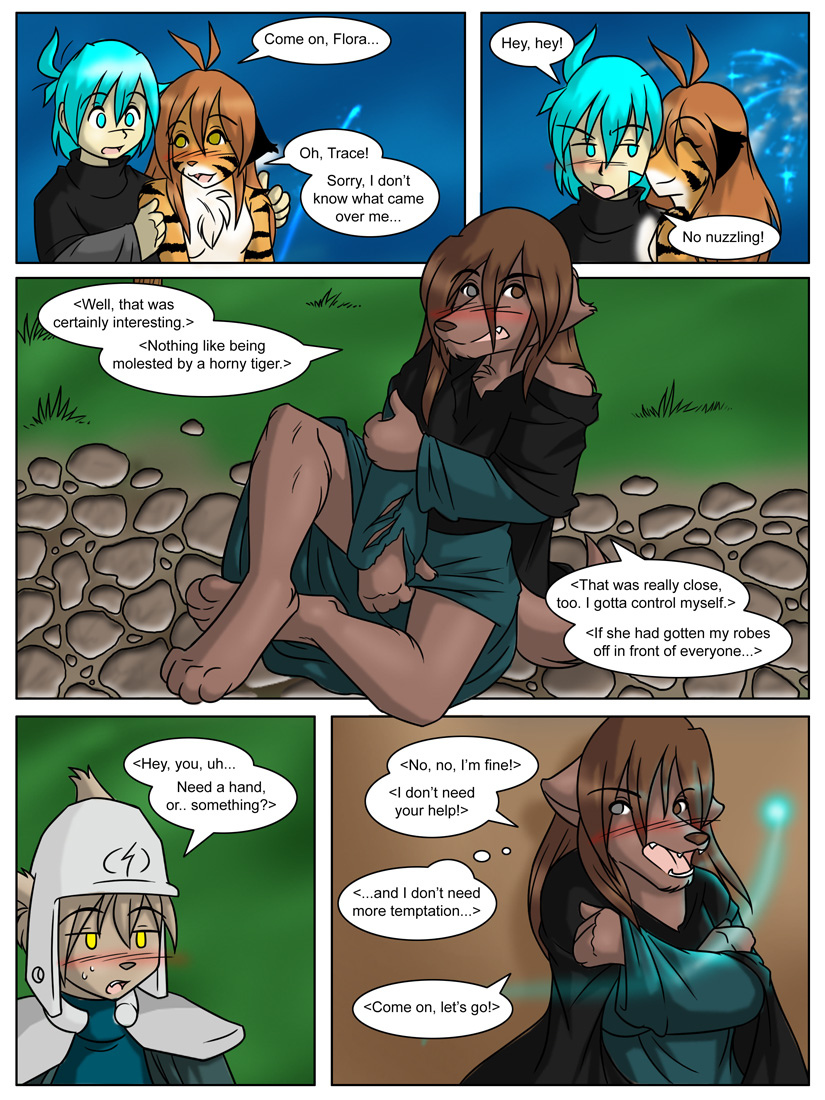 Come on, Flora...
Oh, Trace!
Sorry, I don't
know what came
over me...
Hey, hey!
No nuzzling!
<Well, that was
certainly interesting.>
<Nothing like being
molested by a horny tiger.>
<That was really close,
too. I gotta control myself.>
<If she had gotten my robes
off in front of everyone...>
<Hey, you, uh...
Need a hand,
or.. something?>
<No, no, I'm fine!>
<I don't need
your help!>
<...and I don't need
more temptation...>
<Come on, let's go!>